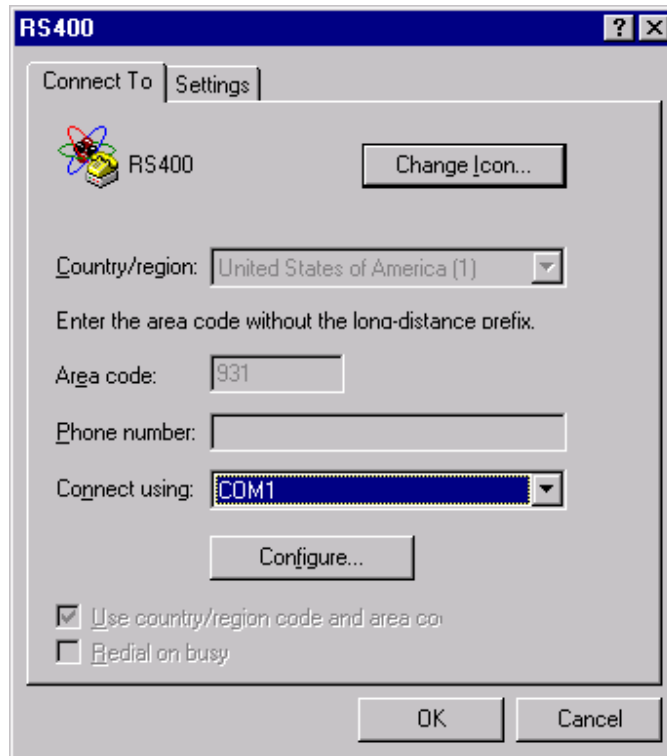 RS400
Connect To Settings
RS400 Change Icon...
Country/region: United States of America (1)
Enter the area code without the long-distance prefix.
Area code: 931
Phone number:
Connect using: COM1
Configure...
Use country/region code and area co
Redial on busy
OK Cancel